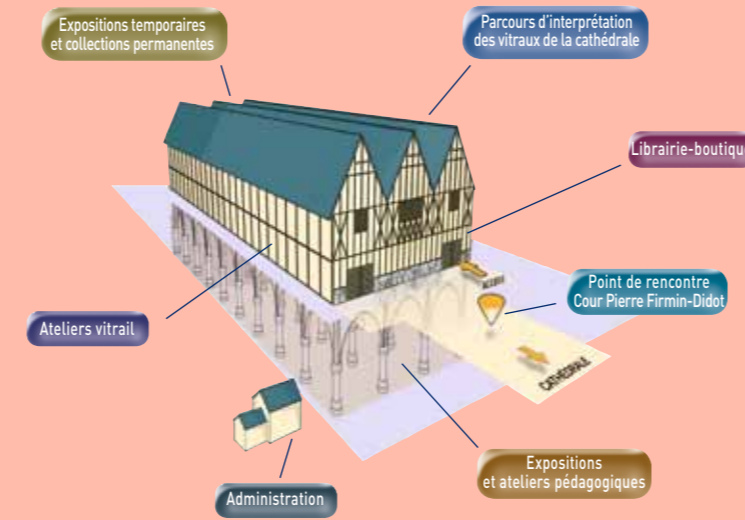 Expositions temporaires
et collections permanentes
Parcours d'interprétation
des vitraux de la cathédrale
Librairie-boutique
Point de rencontre
Cour Pierre Firmin-Didot
CATHÉDRALE
Ateliers vitrail
Expositions
et ateliers pédagogiques
Administration